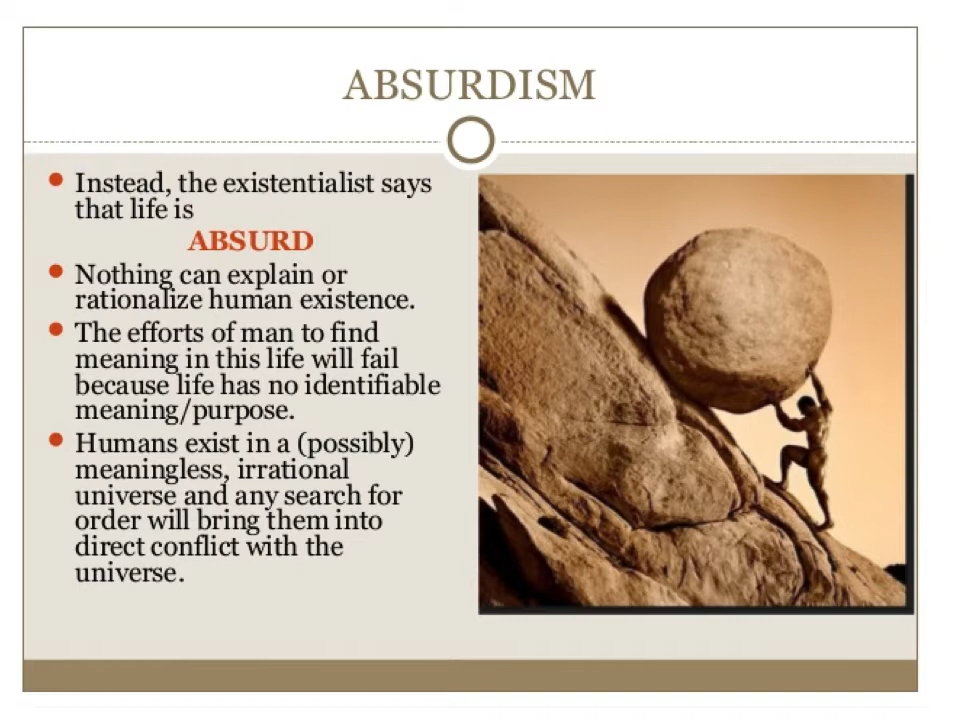 ABSURDISM
Instead, the existentialist says
that life is
ABSURD
Nothing can explain or
rationalize human existence.
The efforts of man to find
meaning in this life will fail
because life has no identifiable
meaning/purpose.
Humans exist in a (possibly)
meaningless, irrational
universe and any search for
order will bring them into
direct conflict with the
universe.